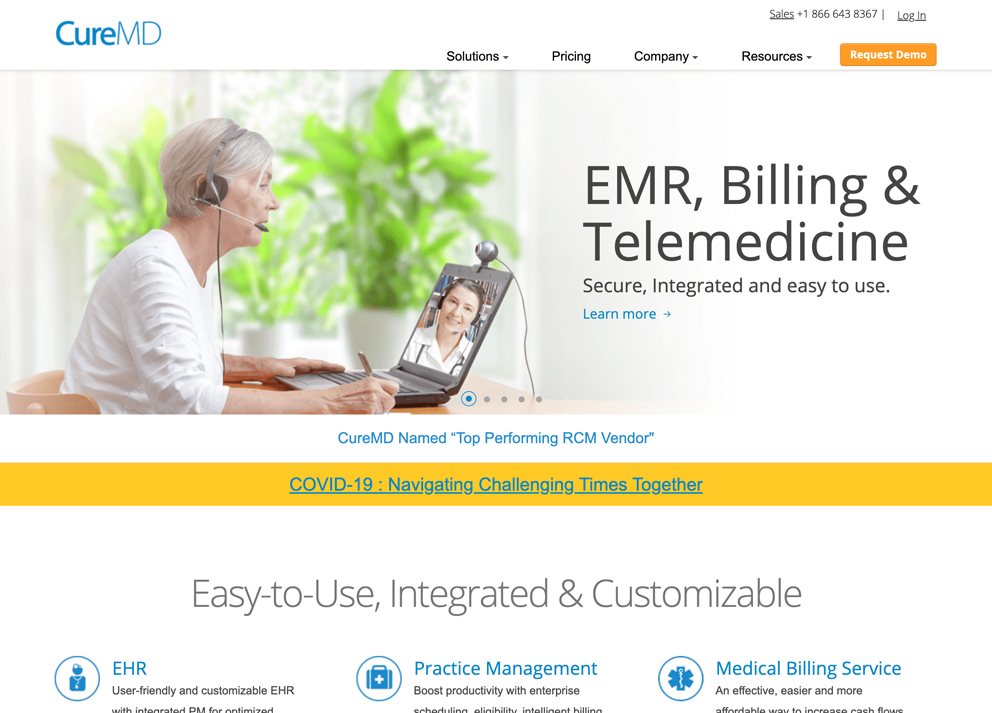 Sales +1 866 643 8367 | Log In
CureMD
Solutions
Pricing
Company
Resources
Request Demo
EMR, Billing &
Telemedicine
Secure, Integrated and easy to use.
Learn more →
CureMD Named “Top Performing RCM Vendor"
COVID-19 : Navigating Challenging Times Together
Easy-to-Use, Integrated & Customizable
EHR
User-friendly and customizable EHR
with integrated PM for optimized
Practice Management
Boost productivity with enterprise
scheduling, eligibility, intelligent billing
Medical Billing Service
An effective, easier and more
affordable way to increase cash flows